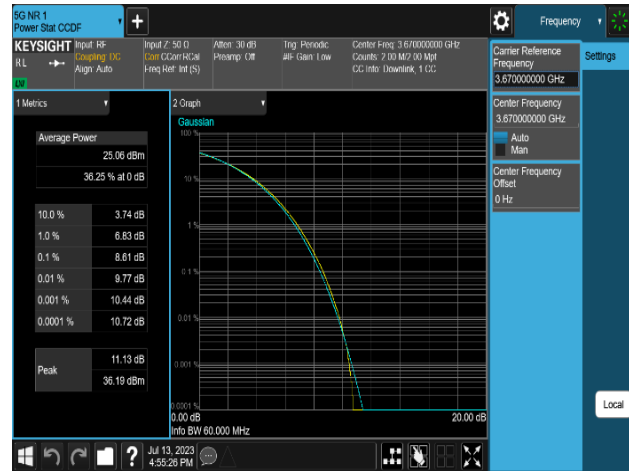 5G NR 1
Power Stat CCDF
Frequency
KEYSIGHT
RL
LNI
Input: RF
Coupling: DC
Align: Auto
Input Z: 50 Ω
Corr CCorr RCal
Freq Ref: Int (S)
Atten: 30 dB
Preamp: Off
Trig: Periodic
#IF Gain: Low
Center Freq: 3.670000000 GHz
Counts: 2.00 M/2.00 Mpt
CC Info: Downlink, 1 CC
1 Metrics
Average Power
25.06 dBm
36.25 % at 0 dB
10.0 % 3.74 dB
1.0 % 6.83 dB
0.1 % 8.61 dB
0.01 % 9.77 dB
0.001 % 10.44 dB
0.0001 % 10.72 dB
Peak
11.13 dB
36.19 dBm
2 Graph
Gaussian
100 %
10 %
1 %
0.1 %
0.01 %
0.001 %
0.0001 %
0.00 dB
20.00 dB
Info BW 60.000 MHz
Carrier Reference
Frequency
3.670000000 GHz
Center Frequency
3.670000000 GHz
Auto
Man
Center Frequency
Offset
0 Hz
Settings
Local
?
Jul 13, 2023
4:55:26 PM